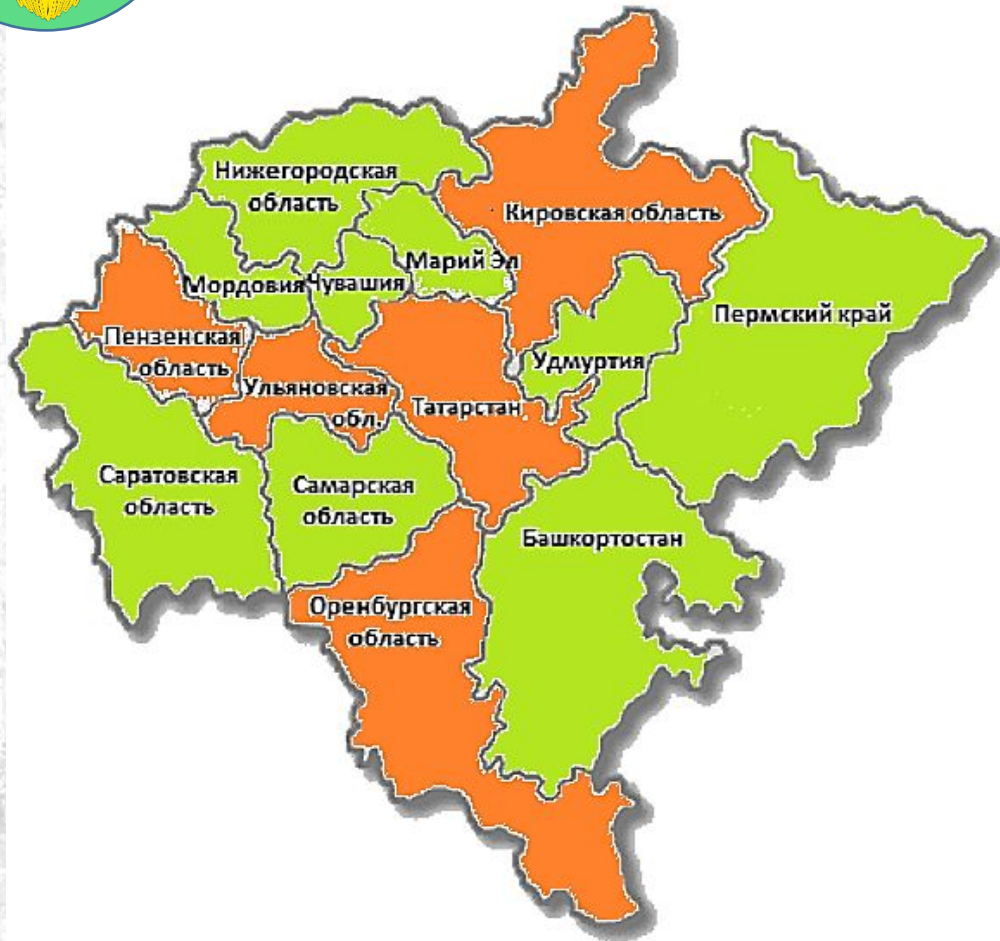 Нижегородская
область
Кировская область
Марий Эл
Мордовия
Чувашия
Пермский край
Пензенская
область
Удмуртия
Ульяновская
обл.
Татарстан
Саратовская
область
Самарская
область
Башкортостан
Оренбургская
область